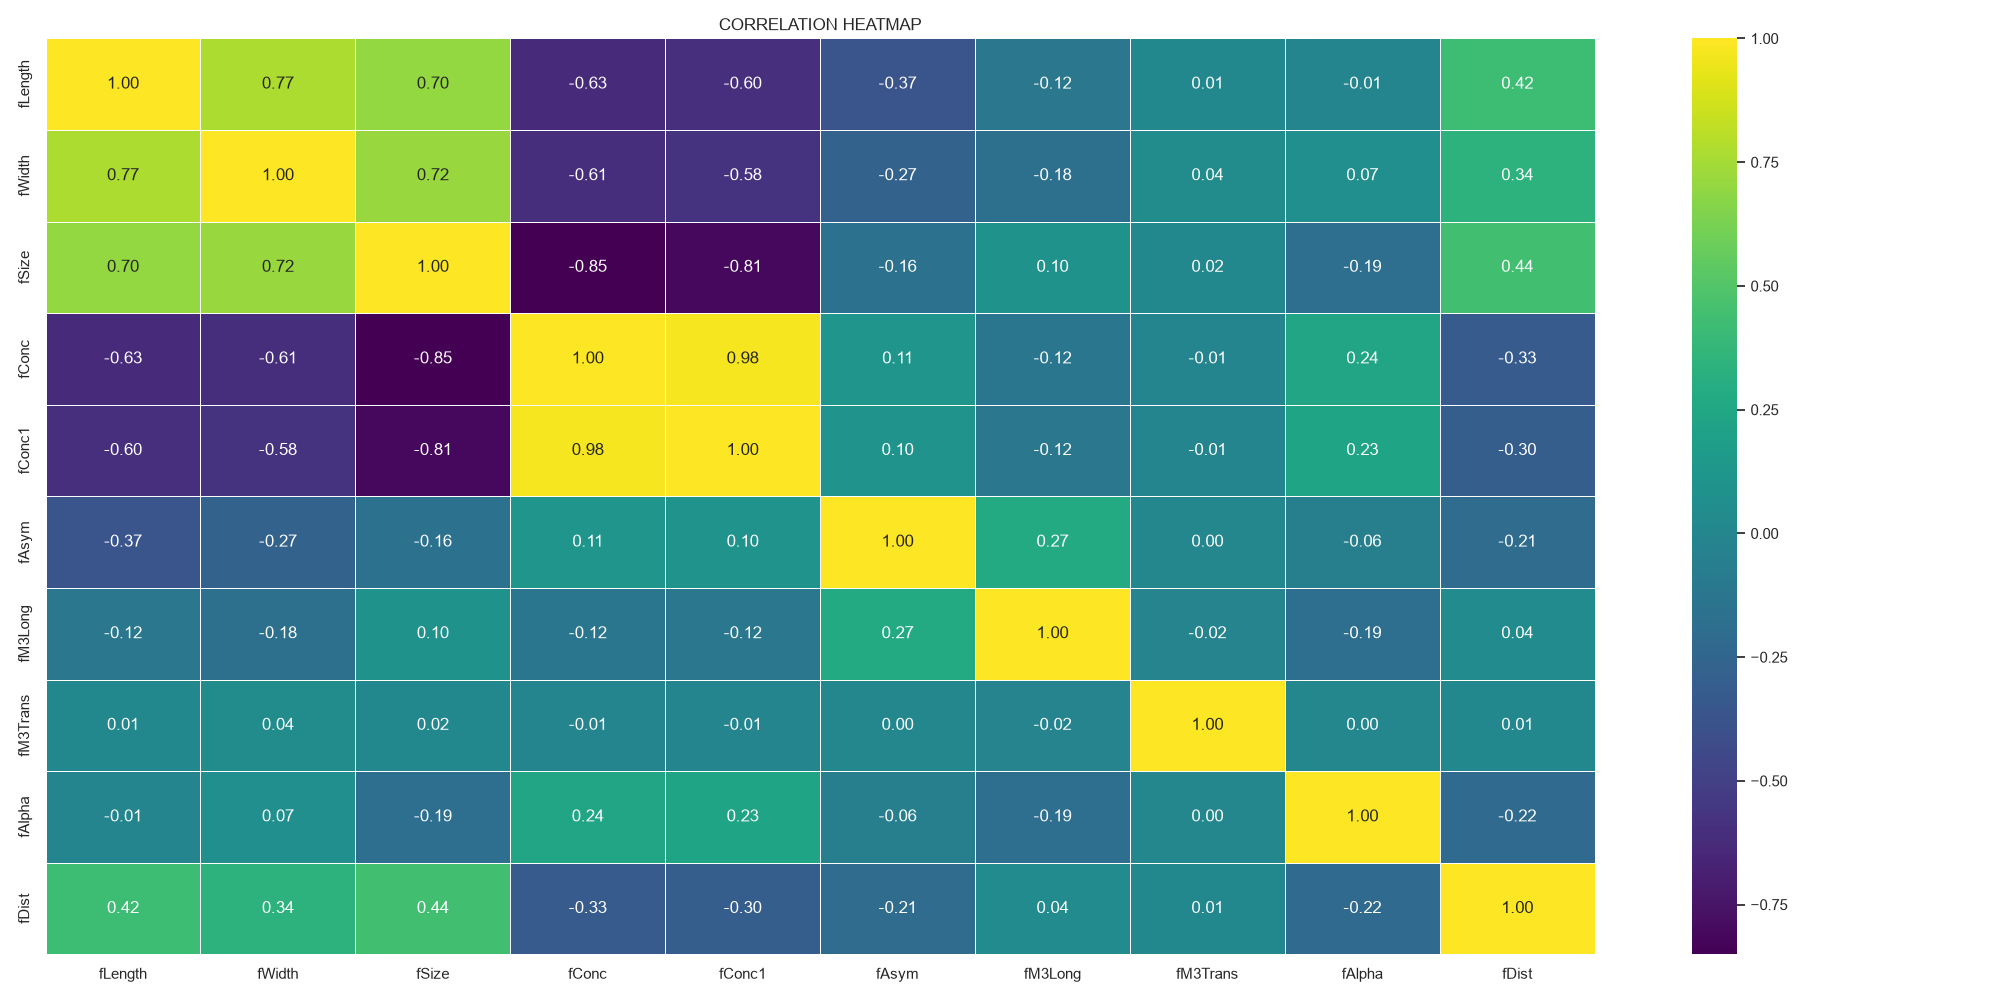 CORRELATION HEATMAP
fLength 1.00 0.77 0.70 -0.63 -0.60 -0.37 -0.12 0.01 -0.01 0.42
fWidth 0.77 1.00 0.72 -0.61 -0.58 -0.27 -0.18 0.04 0.07 0.34
fSize 0.70 0.72 1.00 -0.85 -0.81 -0.16 0.10 0.02 -0.19 0.44
fConc -0.63 -0.61 -0.85 1.00 0.98 0.11 -0.12 -0.01 0.24 -0.33
fConc1 -0.60 -0.58 -0.81 0.98 1.00 0.10 -0.12 -0.01 0.23 -0.30
fAsym -0.37 -0.27 -0.16 0.11 0.10 1.00 0.27 0.00 -0.06 -0.21
fM3Long -0.12 -0.18 0.10 -0.12 -0.12 0.27 1.00 -0.02 -0.19 0.04
fM3Trans 0.01 0.04 0.02 -0.01 -0.01 0.00 -0.02 1.00 0.00 0.01
fAlpha -0.01 0.07 -0.19 0.24 0.23 -0.06 -0.19 0.00 1.00 -0.22
fDist 0.42 0.34 0.44 -0.33 -0.30 -0.21 0.04 0.01 -0.22 1.00
fLength fWidth fSize fConc fConc1 fAsym fM3Long fM3Trans fAlpha fDist
1.00
0.75
0.50
0.25
0.00
−0.25
−0.50
−0.75